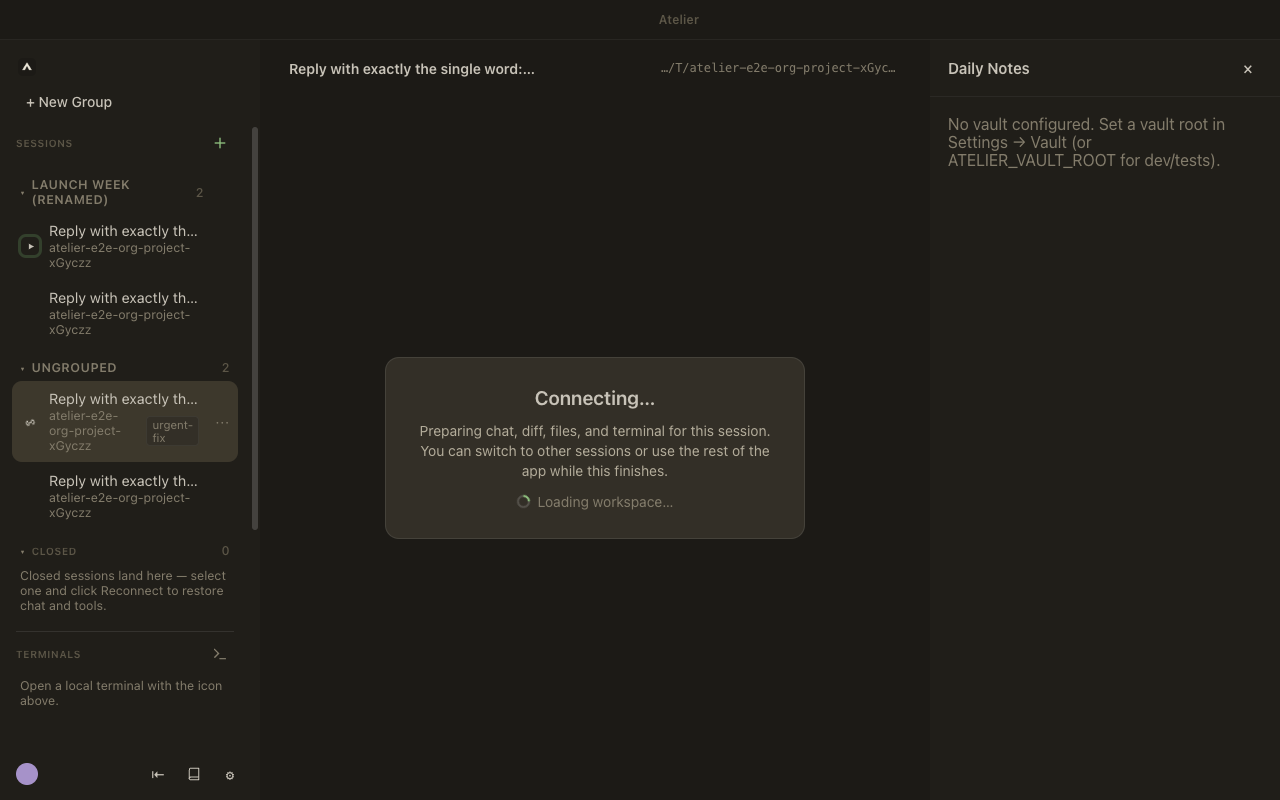 Atelier
+ New Group
SESSIONS
LAUNCH WEEK
(RENAMED)
2
Reply with exactly th...
atelier-e2e-org-project-
xGyczz
Reply with exactly th...
atelier-e2e-org-project-
xGyczz
UNGROUPED
2
Reply with exactly th...
atelier-e2e-
org-project-
xGyczz
urgent-
fix
Reply with exactly th...
atelier-e2e-org-project-
xGyczz
CLOSED
0
Closed sessions land here — select
one and click Reconnect to restore
chat and tools.
TERMINALS
Open a local terminal with the icon
above.
Reply with exactly the single word:...
…/T/atelier-e2e-org-project-xGyc…
Connecting...
Preparing chat, diff, files, and terminal for this session.
You can switch to other sessions or use the rest of the
app while this finishes.
Loading workspace...
Daily Notes
No vault configured. Set a vault root in
Settings → Vault (or
ATELIER_VAULT_ROOT for dev/tests).